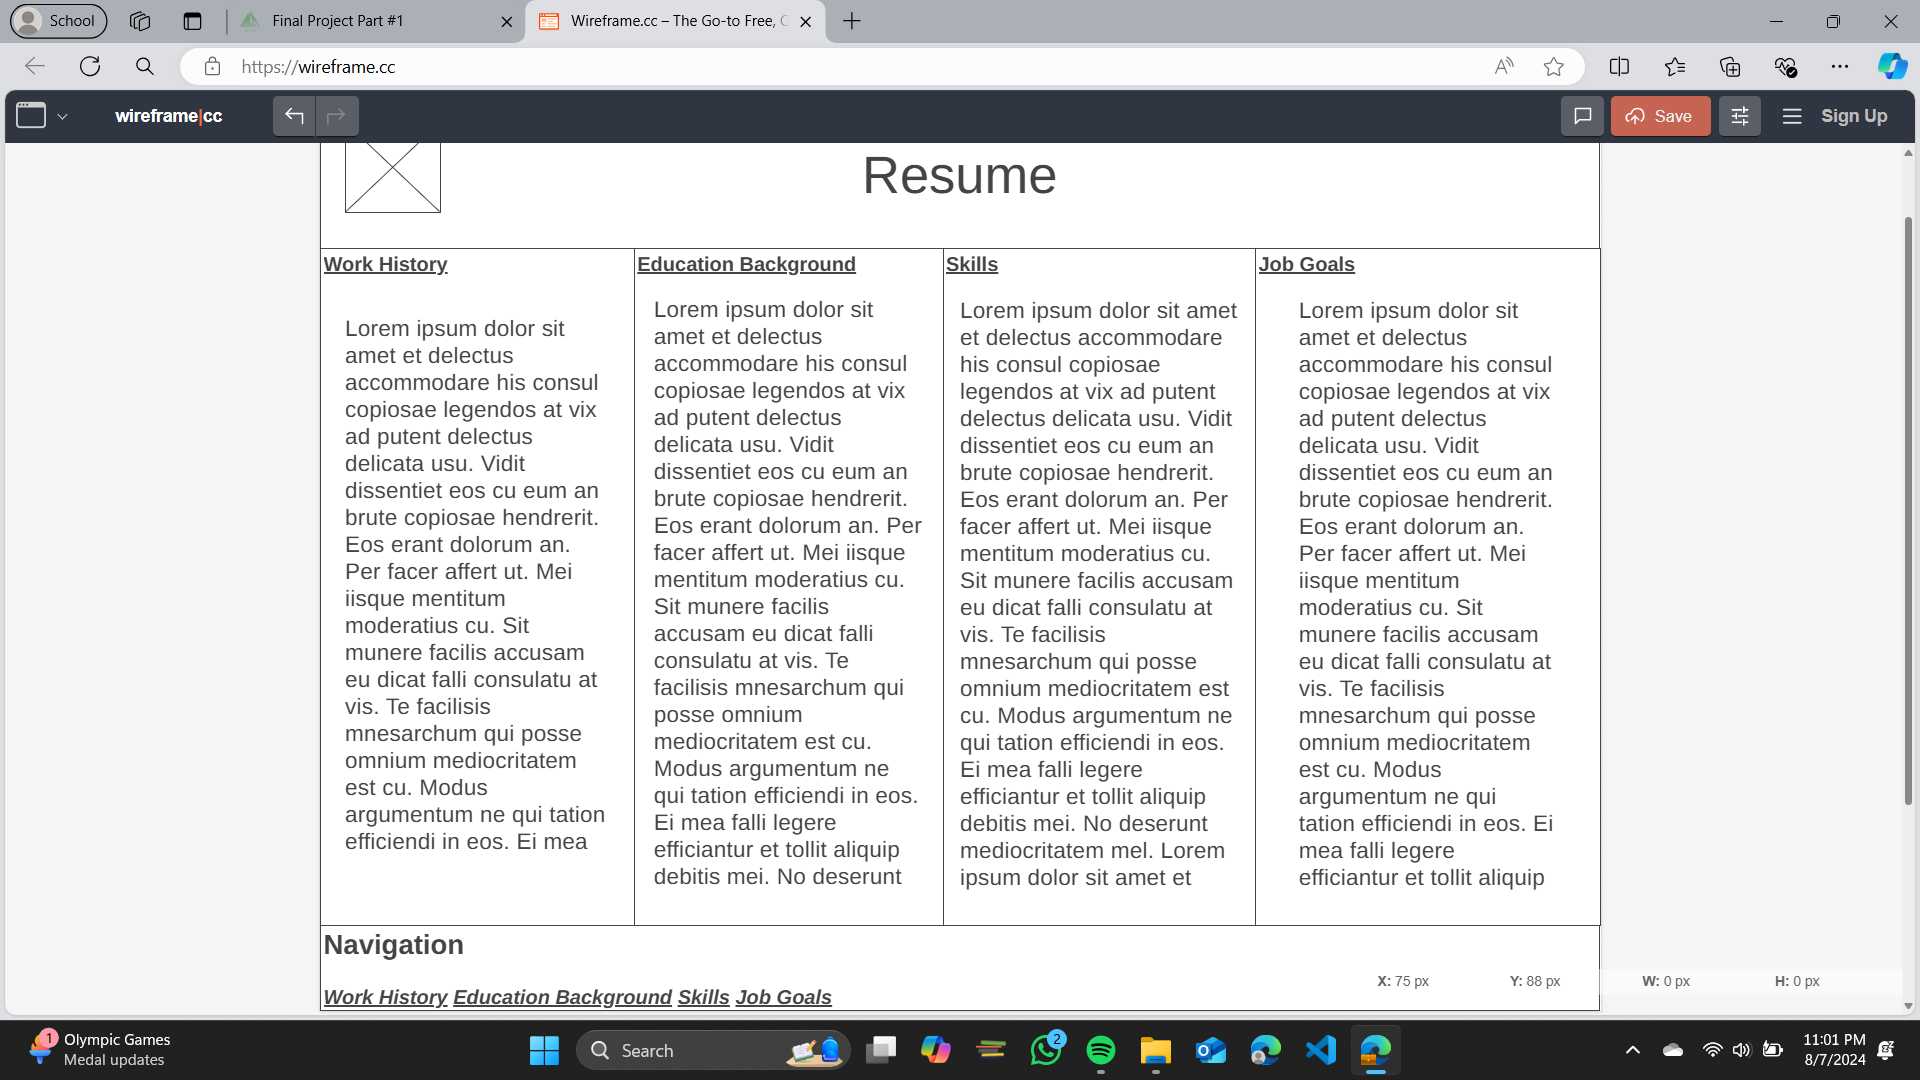 School
Final Project Part #1
Wireframe.cc – The Go-to Free, C
https://wireframe.cc
wireframe|cc
Save
Sign Up
Resume
Work History
Lorem ipsum dolor sit
amet et delectus
accommodare his consul
copiosae legendos at vix
ad putent delectus
delicata usu. Vidit
dissentiet eos cu eum an
brute copiosae hendrerit.
Eos erant dolorum an.
Per facer affert ut. Mei
iisque mentitum
moderatius cu. Sit
munere facilis accusam
eu dicat falli consulatu at
vis. Te facilisis
mnesarchum qui posse
omnium mediocritatem
est cu. Modus
argumentum ne qui tation
efficiendi in eos. Ei mea
Education Background
Lorem ipsum dolor sit
amet et delectus
accommodare his consul
copiosae legendos at vix
ad putent delectus
delicata usu. Vidit
dissentiet eos cu eum an
brute copiosae hendrerit.
Eos erant dolorum an. Per
facer affert ut. Mei iisque
mentitum moderatius cu.
Sit munere facilis
accusam eu dicat falli
consulatu at vis. Te
facilisis mnesarchum qui
posse omnium
mediocritatem est cu.
Modus argumentum ne
qui tation efficiendi in eos.
Ei mea falli legere
efficiantur et tollit aliquip
debitis mei. No deserunt
Skills
Lorem ipsum dolor sit amet
et delectus accommodare
his consul copiosae
legendos at vix ad putent
delectus delicata usu. Vidit
dissentiet eos cu eum an
brute copiosae hendrerit.
Eos erant dolorum an. Per
facer affert ut. Mei iisque
mentitum moderatius cu.
Sit munere facilis accusam
eu dicat falli consulatu at
vis. Te facilisis
mnesarchum qui posse
omnium mediocritatem est
cu. Modus argumentum ne
qui tation efficiendi in eos.
Ei mea falli legere
efficiantur et tollit aliquip
debitis mei. No deserunt
mediocritatem mel. Lorem
ipsum dolor sit amet et
Job Goals
Lorem ipsum dolor sit
amet et delectus
accommodare his consul
copiosae legendos at vix
ad putent delectus
delicata usu. Vidit
dissentiet eos cu eum an
brute copiosae hendrerit.
Eos erant dolorum an.
Per facer affert ut. Mei
iisque mentitum
moderatius cu. Sit
munere facilis accusam
eu dicat falli consulatu at
vis. Te facilisis
mnesarchum qui posse
omnium mediocritatem
est cu. Modus
argumentum ne qui
tation efficiendi in eos. Ei
mea falli legere
efficiantur et tollit aliquip
Navigation
X: 75 px Y: 88 px W: 0 px H: 0 px
Work History Education Background Skills Job Goals
1
Olympic Games
Medal updates
Search
2
11:01 PM
8/7/2024